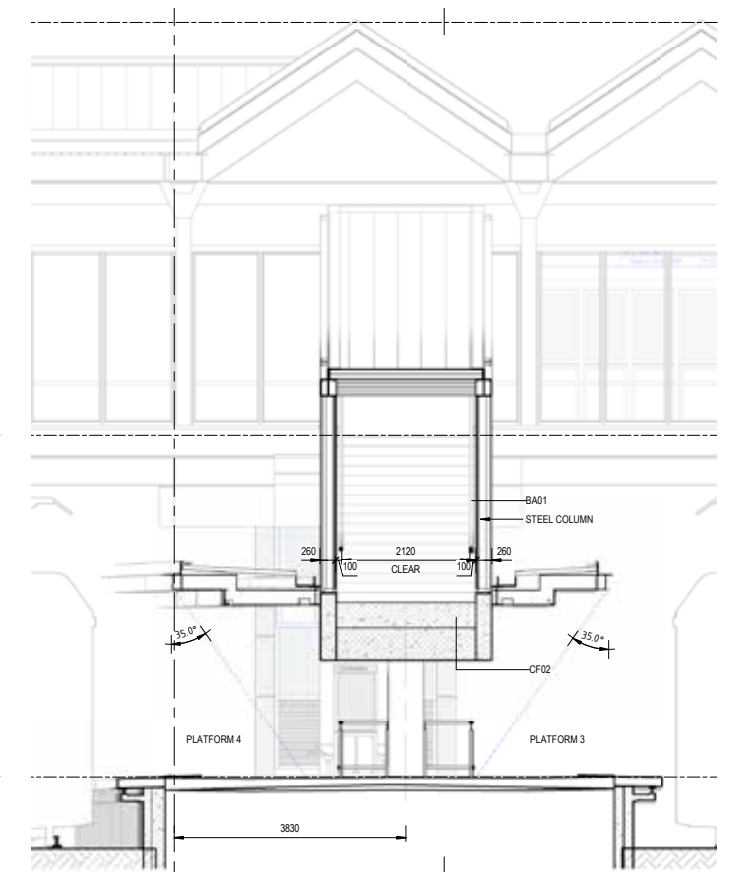 BA01
STEEL COLUMN
260 2120 260
100 CLEAR 100
35.0° 35.0°
CF02
PLATFORM 4 PLATFORM 3
3830